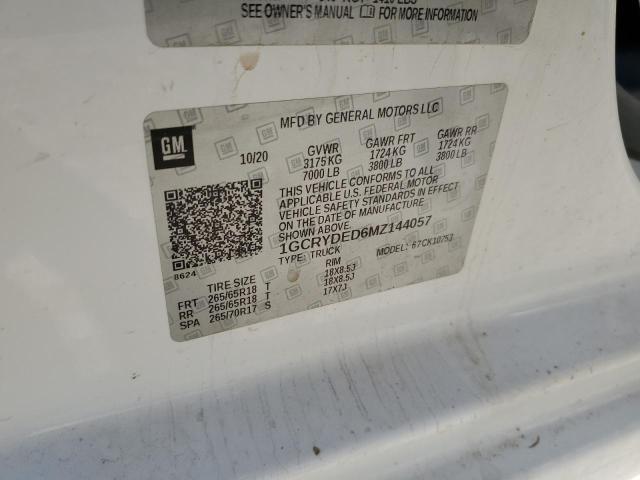 SEE OWNER'S MANUAL FOR MORE INFORMATION
MFD BY GENERAL MOTORS LLC
GM
10/20
GVWR GAWR FRT GAWR RR
3175 KG 1724 KG 1724 KG
7000 LB 3800 LB 3800 LB
THIS VEHICLE CONFORMS TO ALL
APPLICABLE U.S. FEDERAL MOTOR
VEHICLE SAFETY STANDARDS IN EFFECT
ON THE DATE OF MANUFACTURE
SHOWN ABOVE.
1GCRYDED6MZ144057
TYPE: TRUCK MODEL: 67CK10753
8624
TIRE SIZE RIM
FRT 265/65R18 T 18X8.5J
RR 265/65R18 T 18X8.5J
SPA 265/70R17 S 17X7J